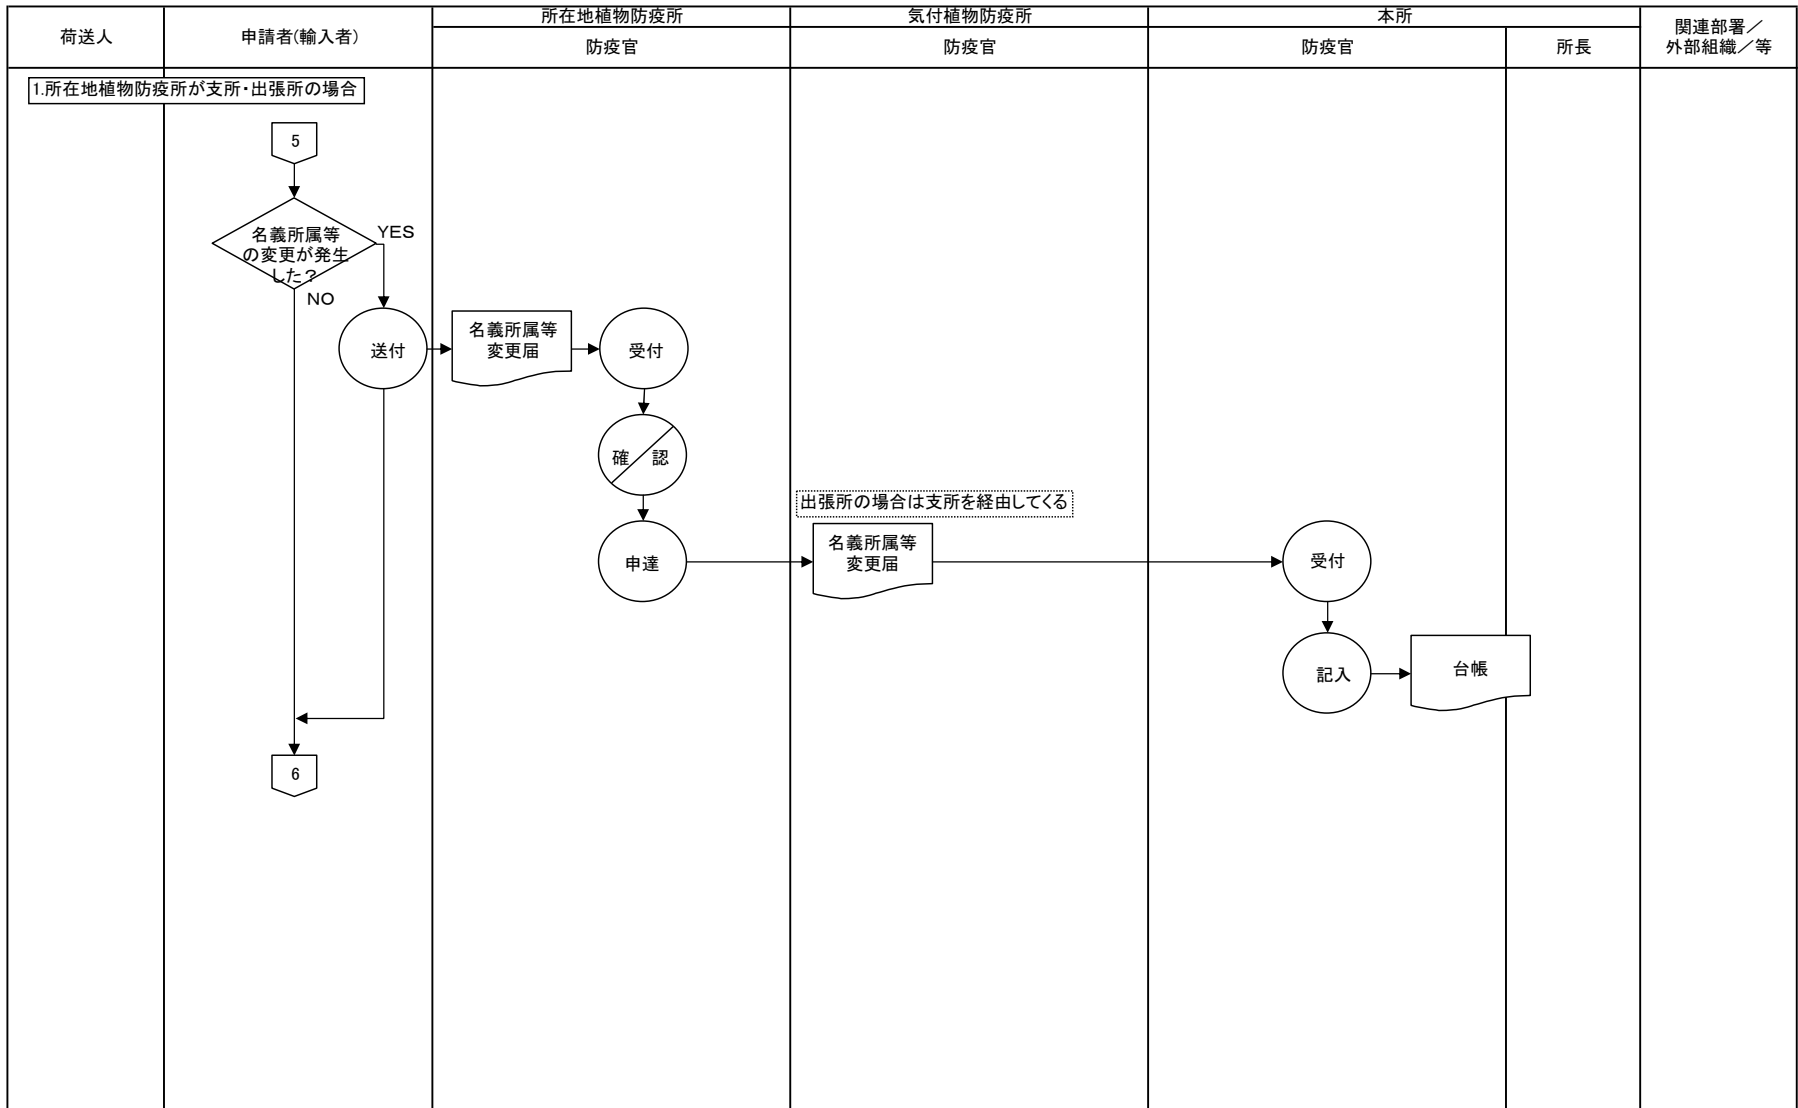 荷送人
申請者(輸入者)
所在地植物防疫所
防疫官
気付植物防疫所
防疫官
本所
防疫官
所長
関連部署／
外部組織／等
1.所在地植物防疫所が支所・出張所の場合
5
名義所属等
の変更が発生
した？
YES
NO
送付
名義所属等
変更届
受付
確 認
出張所の場合は支所を経由してくる
申達
名義所属等
変更届
受付
記入
台帳
6